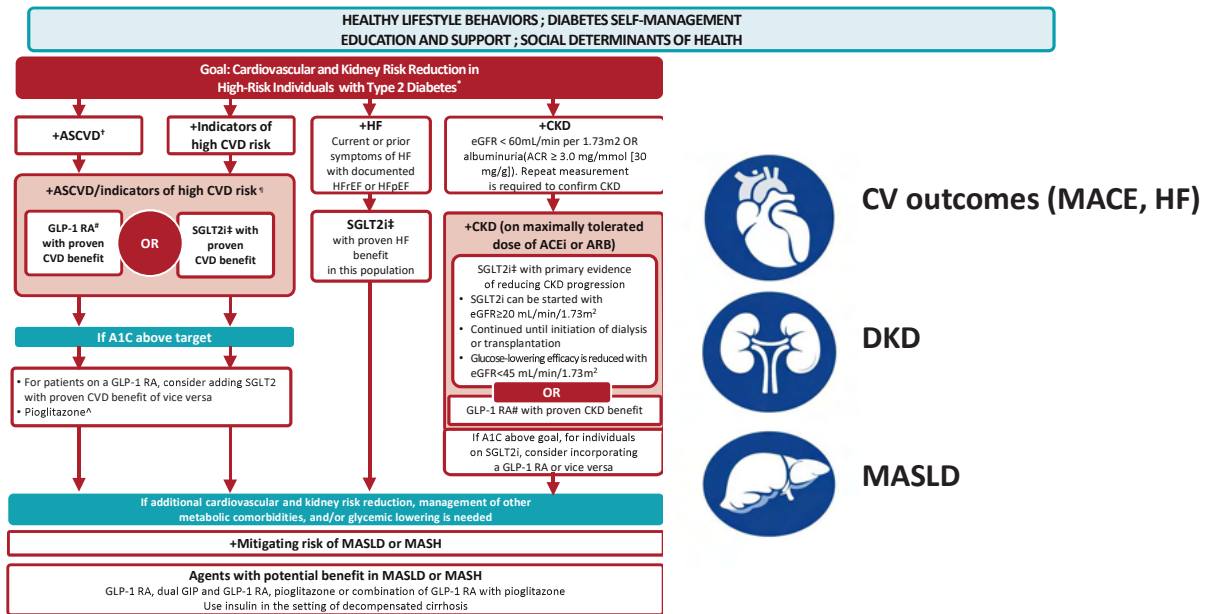 HEALTHY LIFESTYLE BEHAVIORS ; DIABETES SELF-MANAGEMENT
EDUCATION AND SUPPORT ; SOCIAL DETERMINANTS OF HEALTH
Goal: Cardiovascular and Kidney Risk Reduction in
High-Risk Individuals with Type 2 Diabetes*
+ASCVD†
+Indicators of
high CVD risk
+ASCVD/indicators of high CVD risk¶
GLP-1 RA#
with proven
CVD benefit
OR
SGLT2i‡ with
proven
CVD benefit
If A1C above target
• For patients on a GLP-1 RA, consider adding SGLT2
with proven CVD benefit of vice versa
• Pioglitazone^
+HF
Current or prior
symptoms of HF
with documented
HFrEF or HFpEF
SGLT2i‡
with proven HF
benefit
in this population
+CKD
eGFR < 60mL/min per 1.73m2 OR
albuminuria(ACR ≥ 3.0 mg/mmol [30
mg/g]). Repeat measurement
is required to confirm CKD
+CKD (on maximally tolerated
dose of ACEi or ARB)
SGLT2i‡ with primary evidence
of reducing CKD progression
• SGLT2i can be started with
eGFR≥20 mL/min/1.73m²
• Continued until initiation of dialysis
or transplantation
• Glucose-lowering efficacy is reduced with
eGFR<45 mL/min/1.73m²
OR
GLP-1 RA# with proven CKD benefit
If A1C above goal, for individuals
on SGLT2i, consider incorporating
a GLP-1 RA or vice versa
If additional cardiovascular and kidney risk reduction, management of other
metabolic comorbidities, and/or glycemic lowering is needed
+Mitigating risk of MASLD or MASH
Agents with potential benefit in MASLD or MASH
GLP-1 RA, dual GIP and GLP-1 RA, pioglitazone or combination of GLP-1 RA with pioglitazone
Use insulin in the setting of decompensated cirrhosis
CV outcomes (MACE, HF)
DKD
MASLD